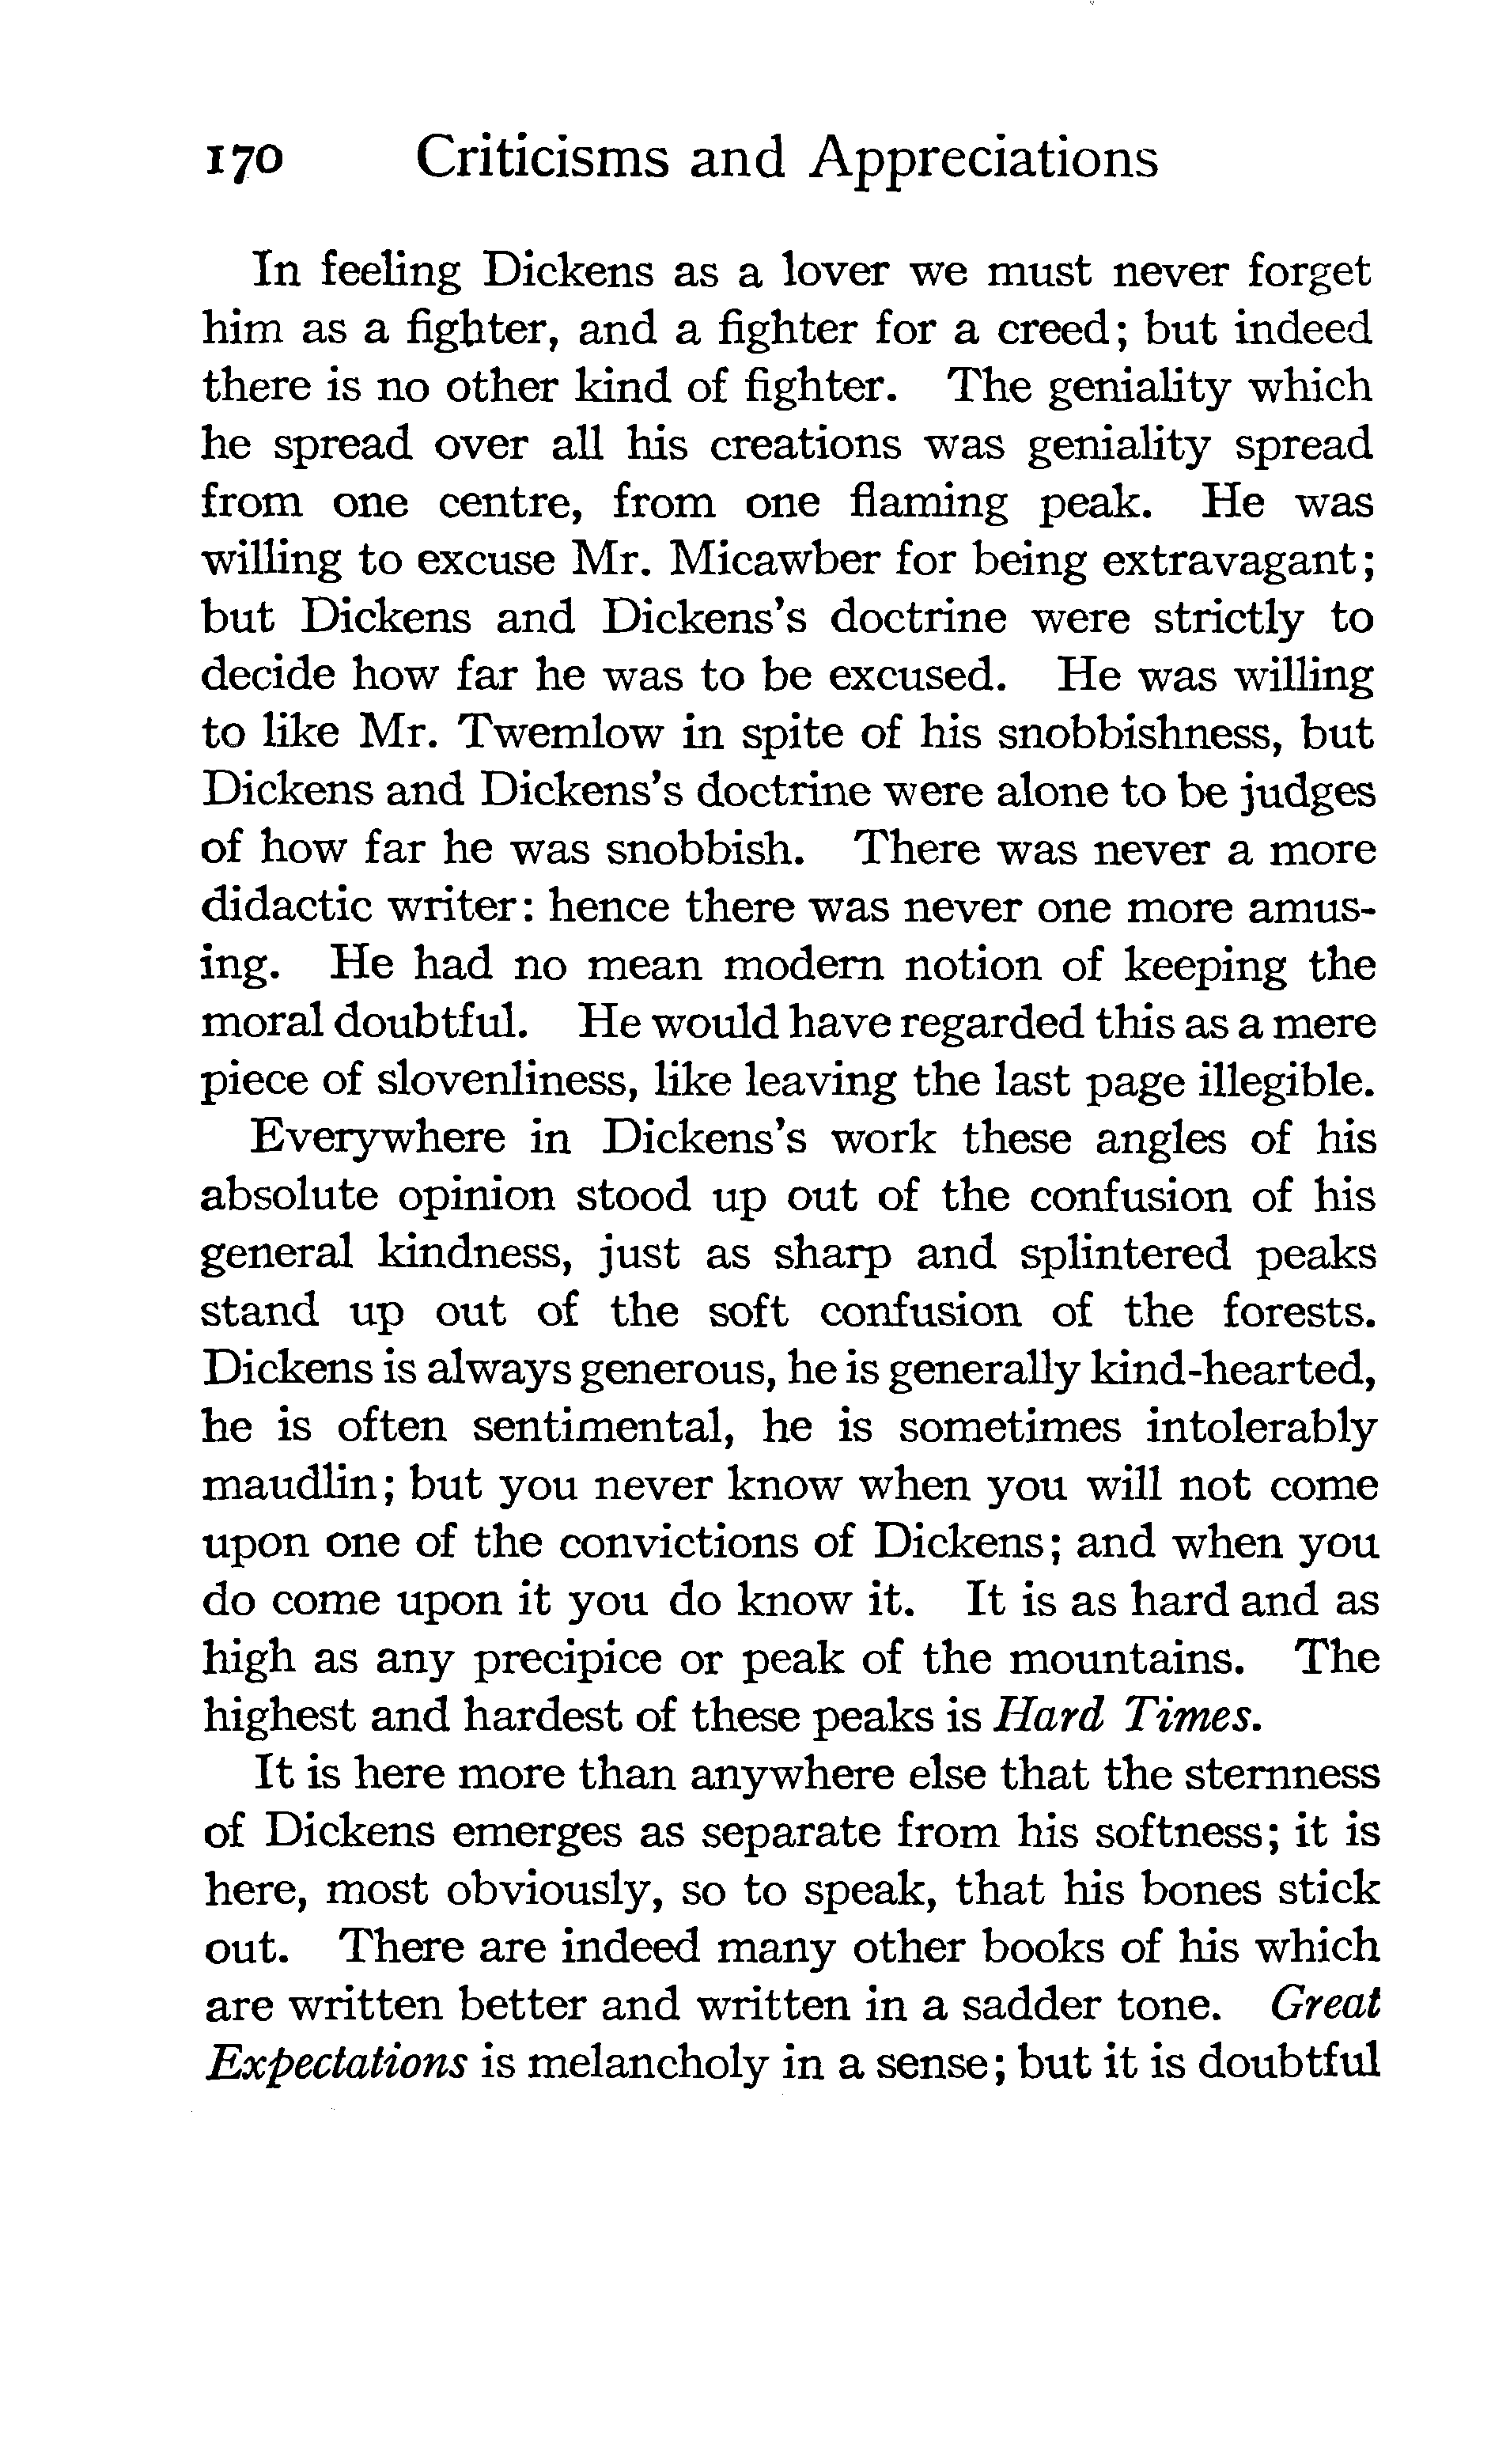 170 Criticisms and Appreciations
In feeling Dickens as a lover we must never forget
him as a fighter, and a fighter for a creed; but indeed
there is no other kind of fighter. The geniality which
he spread over all his creations was geniality spread
from one centre, from one flaming peak. He was
willing to excuse Mr. Micawber for being extravagant;
but Dickens and Dickens's doctrine were strictly to
decide how far he was to be excused. He was willing
to like Mr. Twemlow in spite of his snobbishness, but
Dickens and Dickens's doctrine were alone to be judges
of how far he was snobbish. There was never a more
didactic writer: hence there was never one more amus-
ing. He had no mean modern notion of keeping the
moral doubtful. He would have regarded this as a mere
piece of slovenliness, like leaving the last page illegible.
Everywhere in Dickens's work these angles of his
absolute opinion stood up out of the confusion of his
general kindness, just as sharp and splintered peaks
stand up out of the soft confusion of the forests.
Dickens is always generous, he is generally kind-hearted,
he is often sentimental, he is sometimes intolerably
maudlin; but you never know when you will not come
upon one of the convictions of Dickens; and when you
do come upon it you do know it. It is as hard and as
high as any precipice or peak of the mountains. The
highest and hardest of these peaks is Hard Times.
It is here more than anywhere else that the sternness
of Dickens emerges as separate from his softness; it is
here, most obviously, so to speak, that his bones stick
out. There are indeed many other books of his which
are written better and written in a sadder tone. Great
Expectations is melancholy in a sense; but it is doubtful